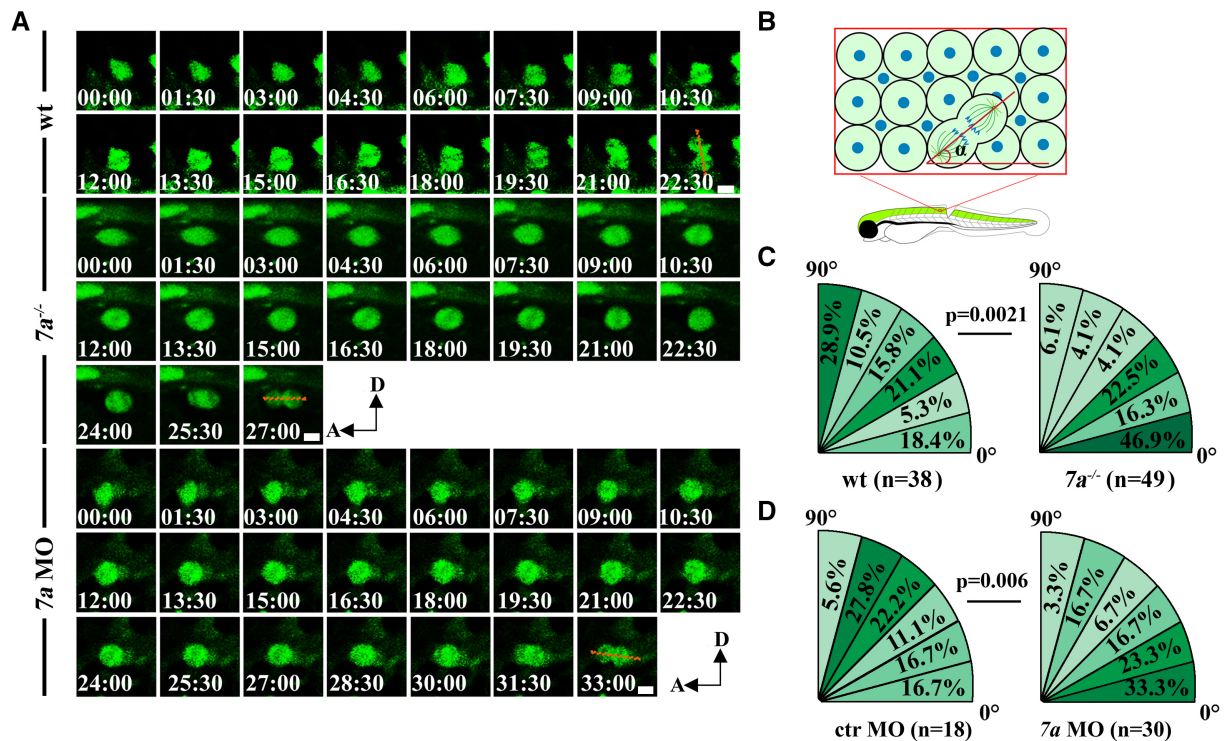 A
wt
00:00 01:30 03:00 04:30 06:00 07:30 09:00 10:30
12:00 13:30 15:00 16:30 18:00 19:30 21:00 22:30
7a-/-
00:00 01:30 03:00 04:30 06:00 07:30 09:00 10:30
12:00 13:30 15:00 16:30 18:00 19:30 21:00 22:30
24:00 25:30 27:00
D
A
7a MO
00:00 01:30 03:00 04:30 06:00 07:30 09:00 10:30
12:00 13:30 15:00 16:30 18:00 19:30 21:00 22:30
24:00 25:30 27:00 28:30 30:00 31:30 33:00
D
A
B
α
C
90°
28.9%
10.5%
15.8%
21.1%
5.3%
18.4%
0°
wt (n=38)
p=0.0021
90°
6.1%
4.1%
4.1%
22.5%
16.3%
46.9%
0°
7a-/- (n=49)
D
90°
5.6%
27.8%
22.2%
11.1%
16.7%
16.7%
0°
ctr MO (n=18)
p=0.006
90°
3.3%
16.7%
6.7%
16.7%
23.3%
33.3%
0°
7a MO (n=30)